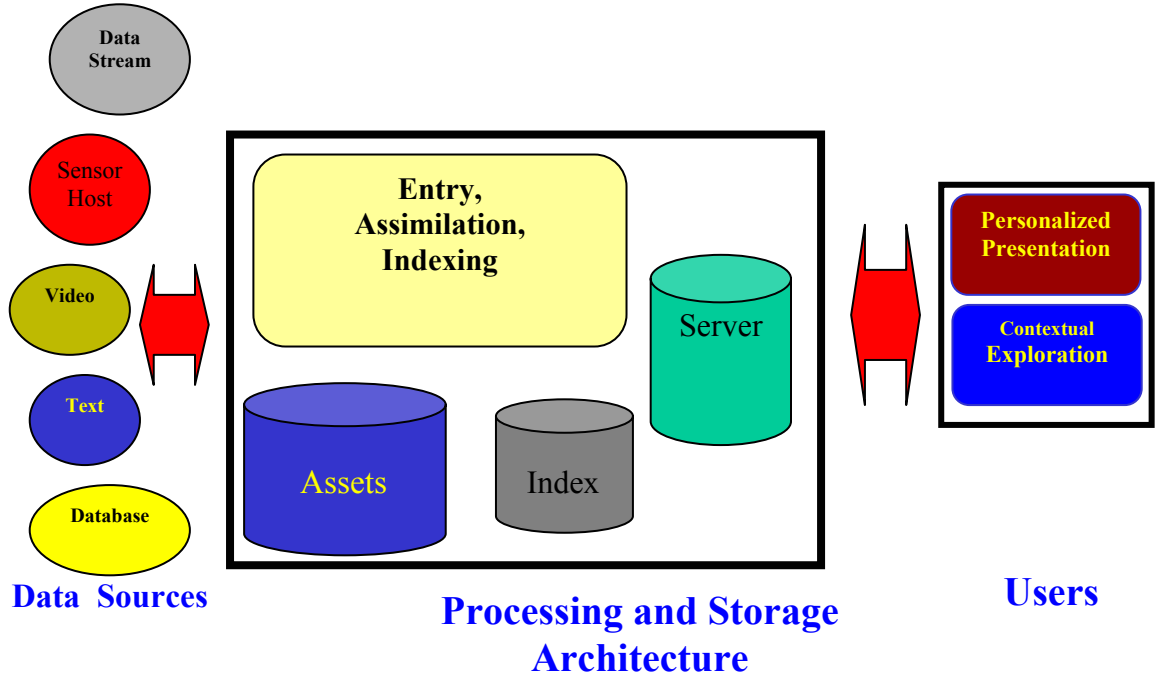 Data
Stream
Sensor
Host
Video
Text
Database
Data Sources
Entry,
Assimilation,
Indexing
Server
Assets
Index
Processing and Storage
Architecture
Personalized
Presentation
Contextual
Exploration
Users